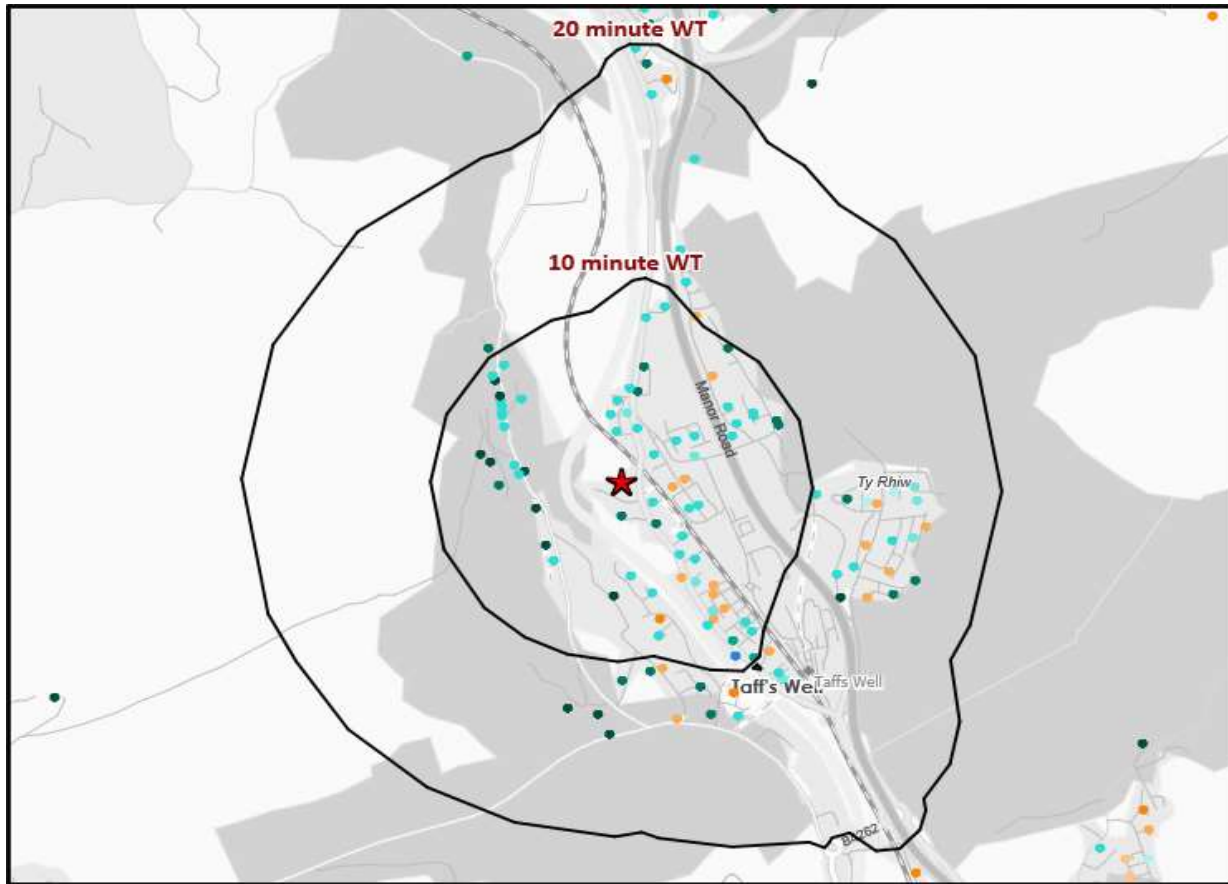 20 minute WT
10 minute WT
Manor Road
Ty Rhiw
Taff's Well
Taffs Well
B4262